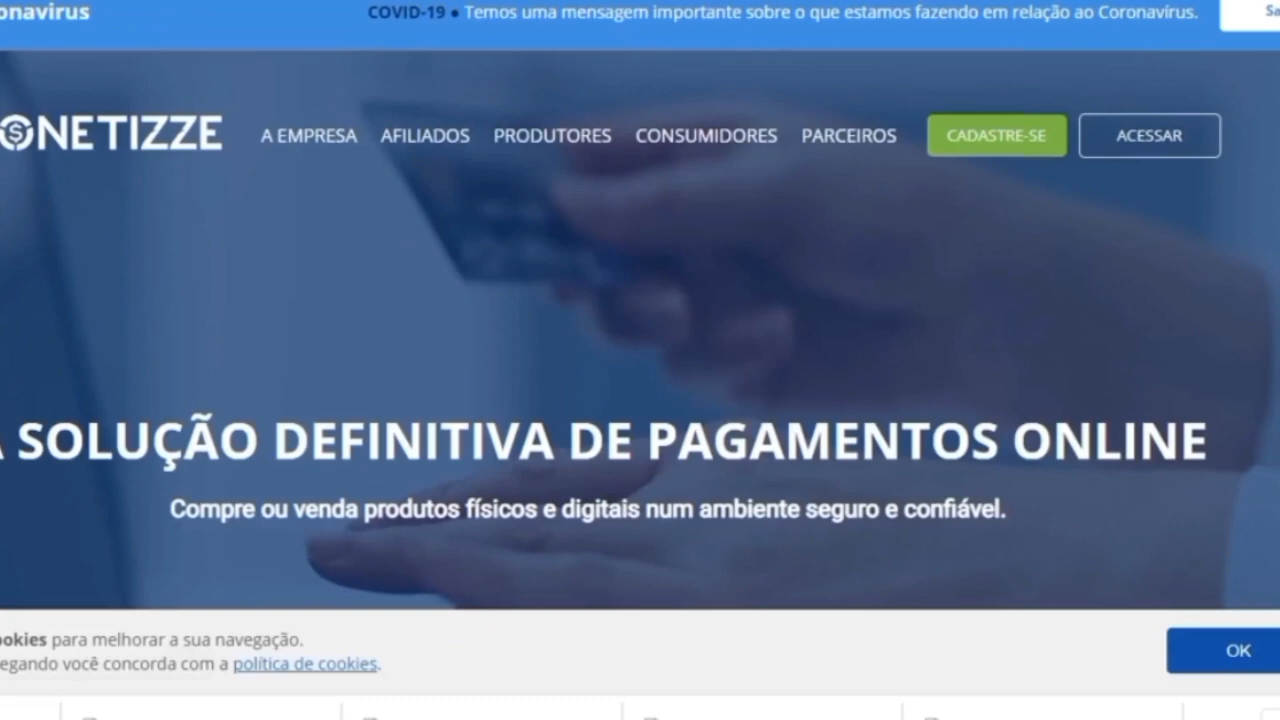 onavirus
COVID-19 • Temos uma mensagem importante sobre o que estamos fazendo em relação ao Coronavírus.
Sa
ONETIZZE
A EMPRESA AFILIADOS PRODUTORES CONSUMIDORES PARCEIROS CADASTRE-SE ACESSAR
A SOLUÇÃO DEFINITIVA DE PAGAMENTOS ONLINE
Compre ou venda produtos físicos e digitais num ambiente seguro e confiável.
ookies para melhorar a sua navegação.
egando você concorda com a política de cookies.
OK